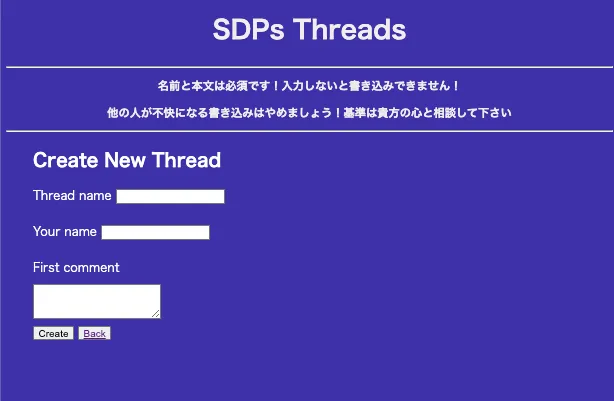 SDPs Threads
名前と本文は必須です！入力しないと書き込みできません！
他の人が不快になる書き込みはやめましょう！基準は貴方の心と相談して下さい
Create New Thread
Thread name
Your name
First comment
Create Back